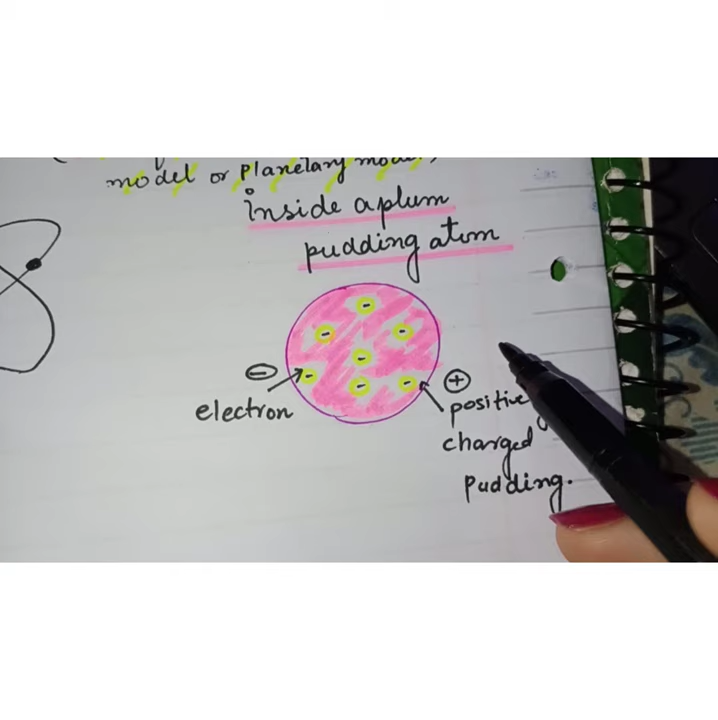 model or planetary model
Inside a plum
pudding atom
electron
positive
charged
pudding.